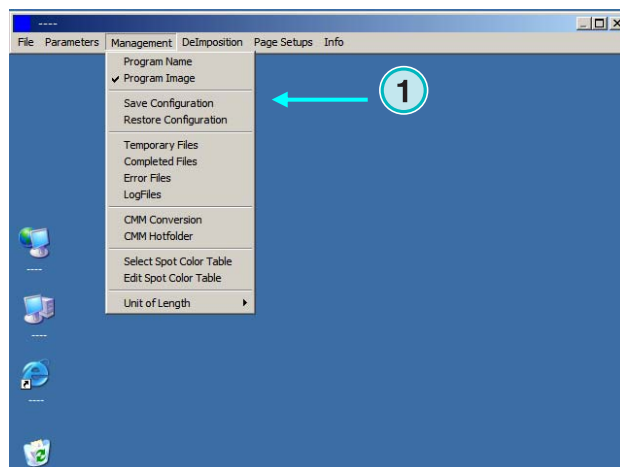 ----
File Parameters Management DeImposition Page Setups Info
Program Name
Program Image
Save Configuration
1
Restore Configuration
Temporary Files
Completed Files
Error Files
LogFiles
CMM Conversion
CMM Hotfolder
Select Spot Color Table
Edit Spot Color Table
Unit of Length
----
----
----